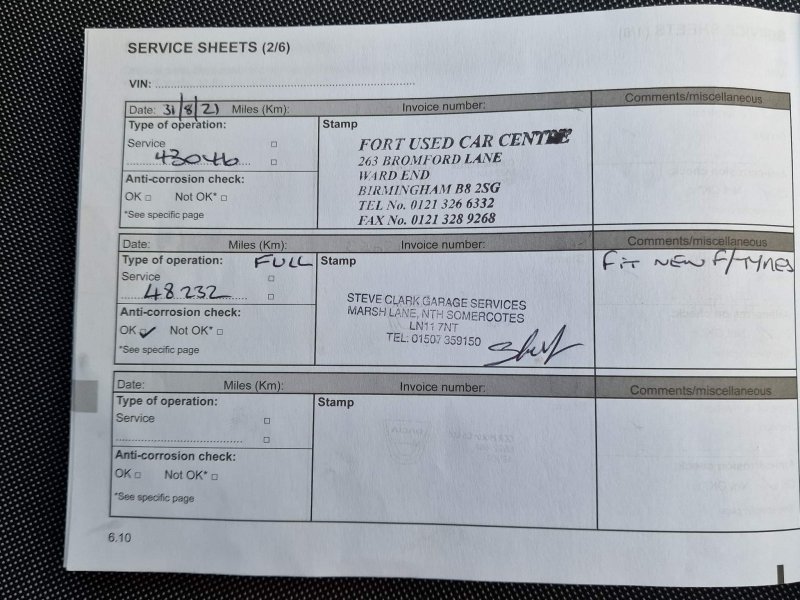 SERVICE SHEETS (2/6)
VIN: ..........................................................................
Date: 31/8/21 Miles (Km): Invoice number: Comments/miscellaneous
Type of operation: Stamp
Service □
43046 □
Anti-corrosion check:
OK □ Not OK* □
*See specific page
FORT USED CAR CENTRE
263 BROMFORD LANE
WARD END
BIRMINGHAM B8 2SG
TEL No. 0121 326 6332
FAX No. 0121 328 9268
Date: Miles (Km): Invoice number: Comments/miscellaneous
Type of operation: FULL Stamp
Service □
48232 □
Anti-corrosion check:
OK ✓ Not OK* □
*See specific page
STEVE CLARK GARAGE SERVICES
MARSH LANE, NTH SOMERCOTES
LN11 7NT
TEL: 01507 359150
FIT NEW F/TYRES
Date: Miles (Km): Invoice number: Comments/miscellaneous
Type of operation: Stamp
Service □
.......................................... □
Anti-corrosion check:
OK □ Not OK* □
*See specific page
6.10